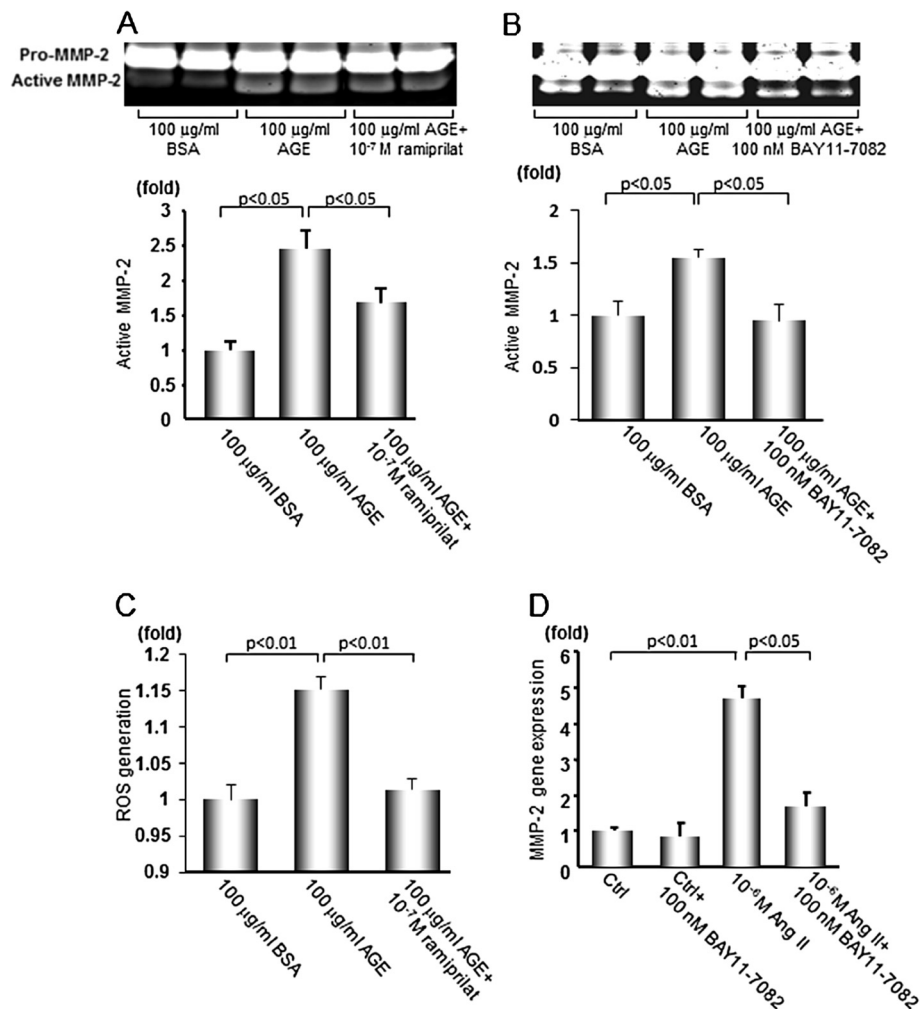 A
Pro-MMP-2
Active MMP-2
100 µg/ml
BSA
100 µg/ml
AGE
100 µg/ml AGE+
10⁻⁷ M ramiprilat
(fold)
p<0.05
p<0.05
3
2.5
2
1.5
1
0.5
0
Active MMP-2
100 µg/ml BSA
100 µg/ml AGE
100 µg/ml AGE+
10⁻⁷M ramiprilat
B
100 µg/ml
BSA
100 µg/ml
AGE
100 µg/ml AGE+
100 nM BAY11-7082
(fold)
p<0.05
p<0.05
2
1.5
1
0.5
0
Active MMP-2
100 µg/ml BSA
100 µg/ml AGE
100 µg/ml AGE+
100 nM BAY11-7082
C
(fold)
p<0.01
p<0.01
1.2
1.15
1.1
1.05
1
0.95
0.9
ROS generation
100 µg/ml BSA
100 µg/ml AGE
100 µg/ml AGE+
10⁻⁷M ramiprilat
D
(fold)
p<0.01
p<0.05
6
5
4
3
2
1
0
MMP-2 gene expression
Ctrl
Ctrl+
100 nM BAY11-7082
10⁻⁶M Ang II
10⁻⁶M Ang II+
100 nM BAY11-7082